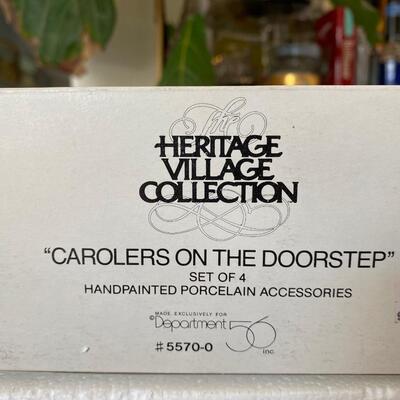 The
HERITAGE
VILLAGE
COLLECTION
"CAROLERS ON THE DOORSTEP"
SET OF 4
HANDPAINTED PORCELAIN ACCESSORIES
MADE EXCLUSIVELY FOR
©Department 56 inc.
#5570-0